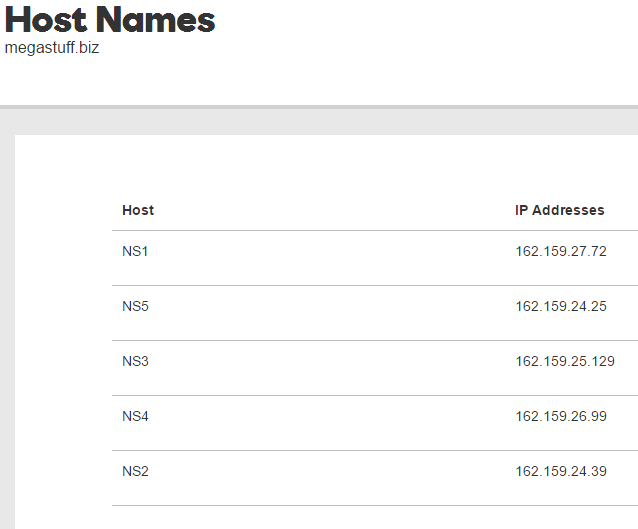 Host Names
megastuff.biz
Host IP Addresses
NS1 162.159.27.72
NS5 162.159.24.25
NS3 162.159.25.129
NS4 162.159.26.99
NS2 162.159.24.39